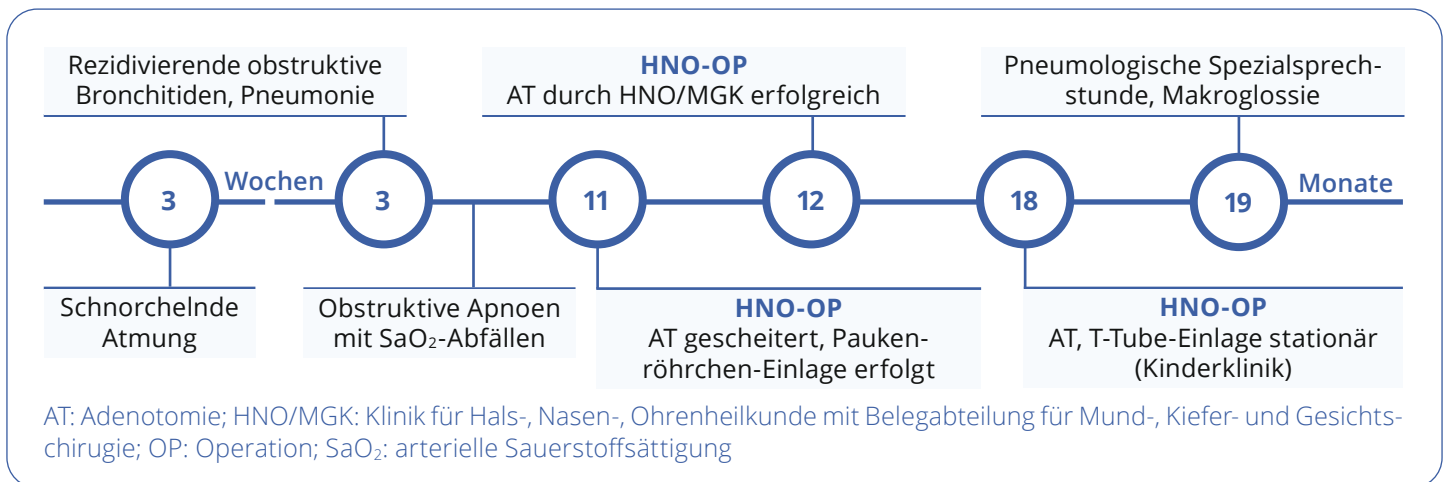 Rezidivierende obstruktive
Bronchitiden, Pneumonie
HNO-OP
AT durch HNO/MGK erfolgreich
Pneumologische Spezialsprech-
stunde, Makroglossie
3
Wochen
3
11
12
18
19
Monate
Schnorchelnde
Atmung
Obstruktive Apnoen
mit SaO₂-Abfällen
HNO-OP
AT gescheitert, Pauken-
röhrchen-Einlage erfolgt
HNO-OP
AT, T-Tube-Einlage stationär
(Kinderklinik)
AT: Adenotomie; HNO/MGK: Klinik für Hals-, Nasen-, Ohrenheilkunde mit Belegabteilung für Mund-, Kiefer- und Gesichts-
chirugie; OP: Operation; SaO₂: arterielle Sauerstoffsättigung